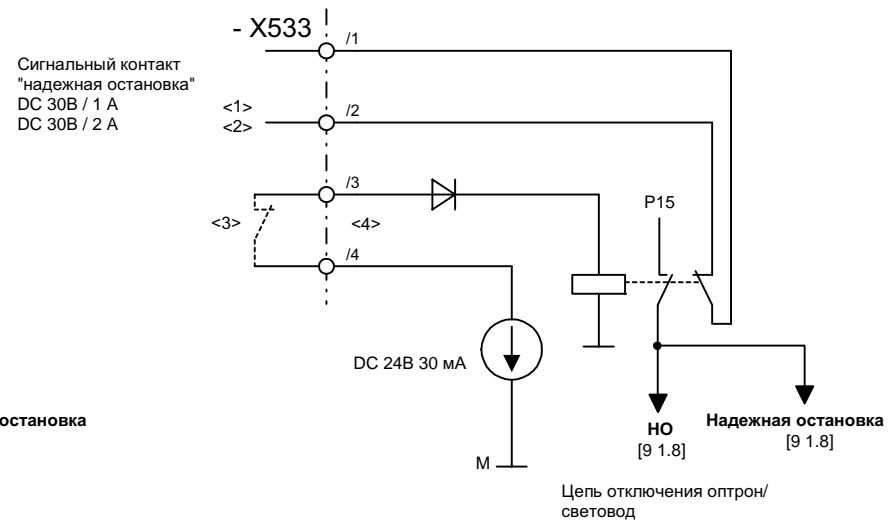 - X533
/1
Сигнальный контакт
"надежная остановка"
DC 30В / 1 А
<1>
/2
DC 30В / 2 А
<2>
/3
P15
<3>
<4>
/4
DC 24В 30 мА
остановка
НО
Надежная остановка
[9 1.8]
[9 1.8]
М
Цепь отключения оптрон/
световод